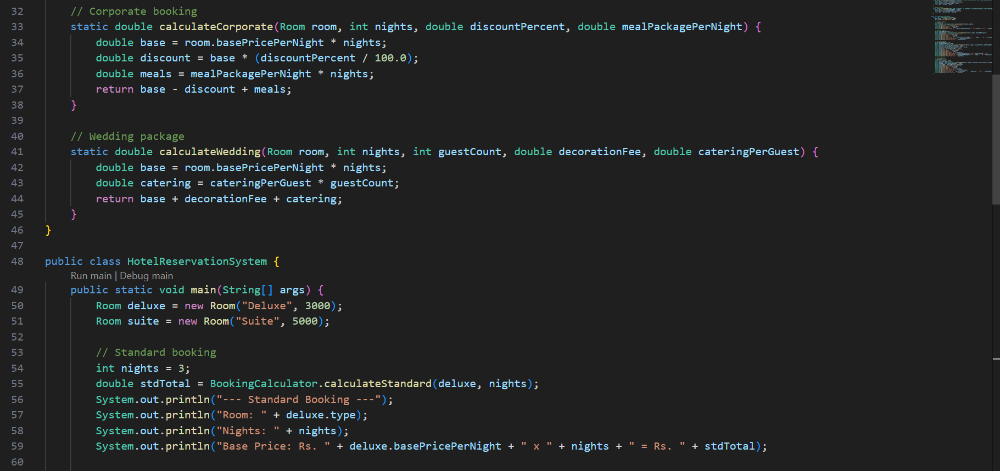 32 // Corporate booking
33 static double calculateCorporate(Room room, int nights, double discountPercent, double mealPackagePerNight) {
34 double base = room.basePricePerNight * nights;
35 double discount = base * (discountPercent / 100.0);
36 double meals = mealPackagePerNight * nights;
37 return base - discount + meals;
38 }
39
40 // Wedding package
41 static double calculateWedding(Room room, int nights, int guestCount, double decorationFee, double cateringPerGuest) {
42 double base = room.basePricePerNight * nights;
43 double catering = cateringPerGuest * guestCount;
44 return base + decorationFee + catering;
45 }
46 }
47
48 public class HotelReservationSystem {
Run main | Debug main
49 public static void main(String[] args) {
50 Room deluxe = new Room("Deluxe", 3000);
51 Room suite = new Room("Suite", 5000);
52
53 // Standard booking
54 int nights = 3;
55 double stdTotal = BookingCalculator.calculateStandard(deluxe, nights);
56 System.out.println("--- Standard Booking ---");
57 System.out.println("Room: " + deluxe.type);
58 System.out.println("Nights: " + nights);
59 System.out.println("Base Price: Rs. " + deluxe.basePricePerNight + " x " + nights + " = Rs. " + stdTotal);
60